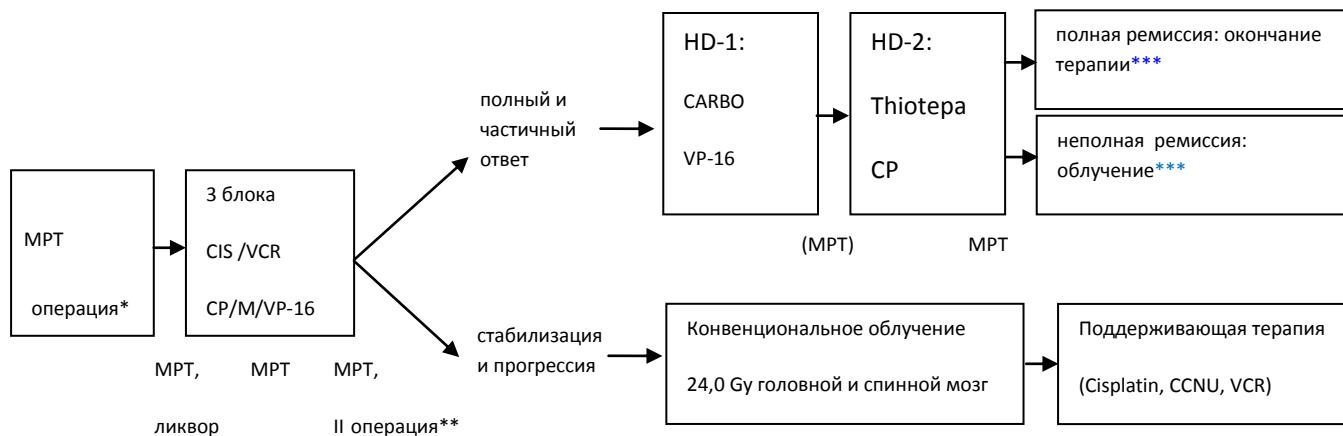 МРТ
операция*
3 блока
CIS /VCR
CP/M/VP-16
МРТ, МРТ МРТ,
ликвор II операция**
полный и
частичный
ответ
HD-1:
CARBO
VP-16
HD-2:
Thiotepa
CP
(МРТ) МРТ
полная ремиссия: окончание
терапии***
неполная ремиссия:
облучение***
стабилизация
и прогрессия
Конвенциональное облучение
24,0 Gy головной и спинной мозг
Поддерживающая терапия
(Cisplatin, CCNU, VCR)